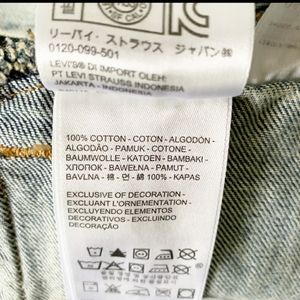 リーバイ・ストラウス ジャパン㈱
0120-099-501
LEVI'S® DI IMPORT OLEH:
PT LEVI STRAUSS INDONESIA
JAKARTA - INDONESIA
100% COTTON - COTON - ALGODÓN -
ALGODÃO - PAMUK - COTONE -
BAUMWOLLE - KATOEN - BAMBAKI -
ХЛОПОК - BAWEŁNA - PAMUT -
BAVLNA - 棉 - 면 - 綿 100% - KAPAS
EXCLUSIVE OF DECORATION -
EXCLUANT L'ORNEMENTATION -
EXCLUYENDO ELEMENTOS
DECORATIVOS - EXCLUINDO
DECORAÇÃO